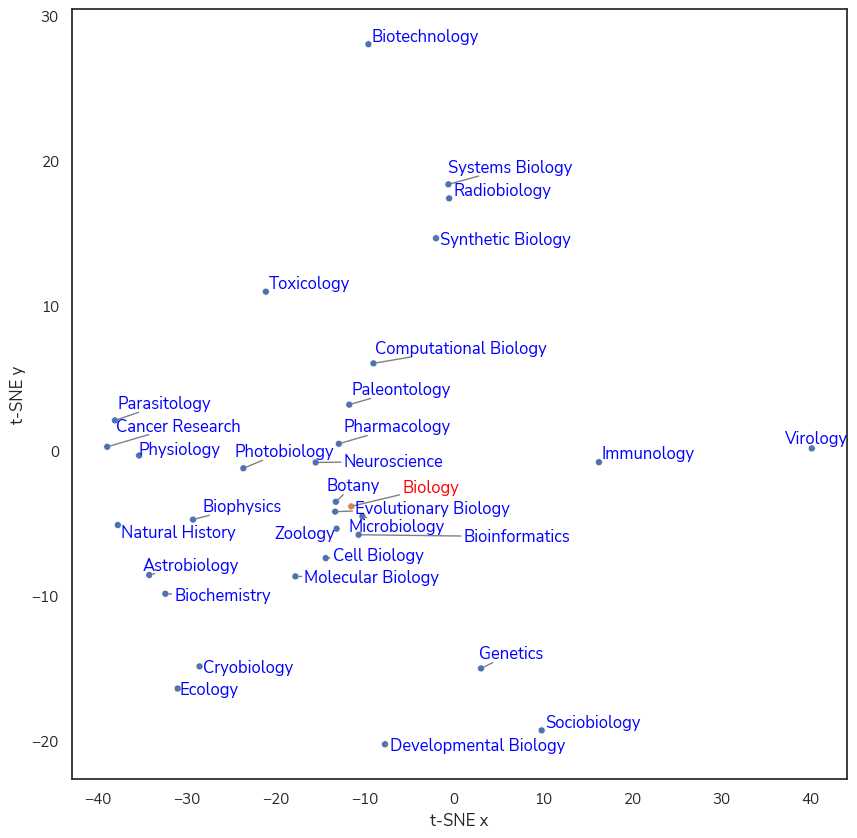 30
Biotechnology
20
Systems Biology
Radiobiology
Synthetic Biology
Toxicology
10
Computational Biology
Paleontology
Parasitology
Cancer Research
Pharmacology
Virology
0
Physiology
Photobiology
Immunology
Neuroscience
Botany
Biology
Biophysics
Evolutionary Biology
Microbiology
Natural History
Zoology
Bioinformatics
Cell Biology
Astrobiology
Molecular Biology
−10
Biochemistry
Genetics
Cryobiology
Ecology
Sociobiology
−20
Developmental Biology
t-SNE y
−40 −30 −20 −10 0 10 20 30 40
t-SNE x